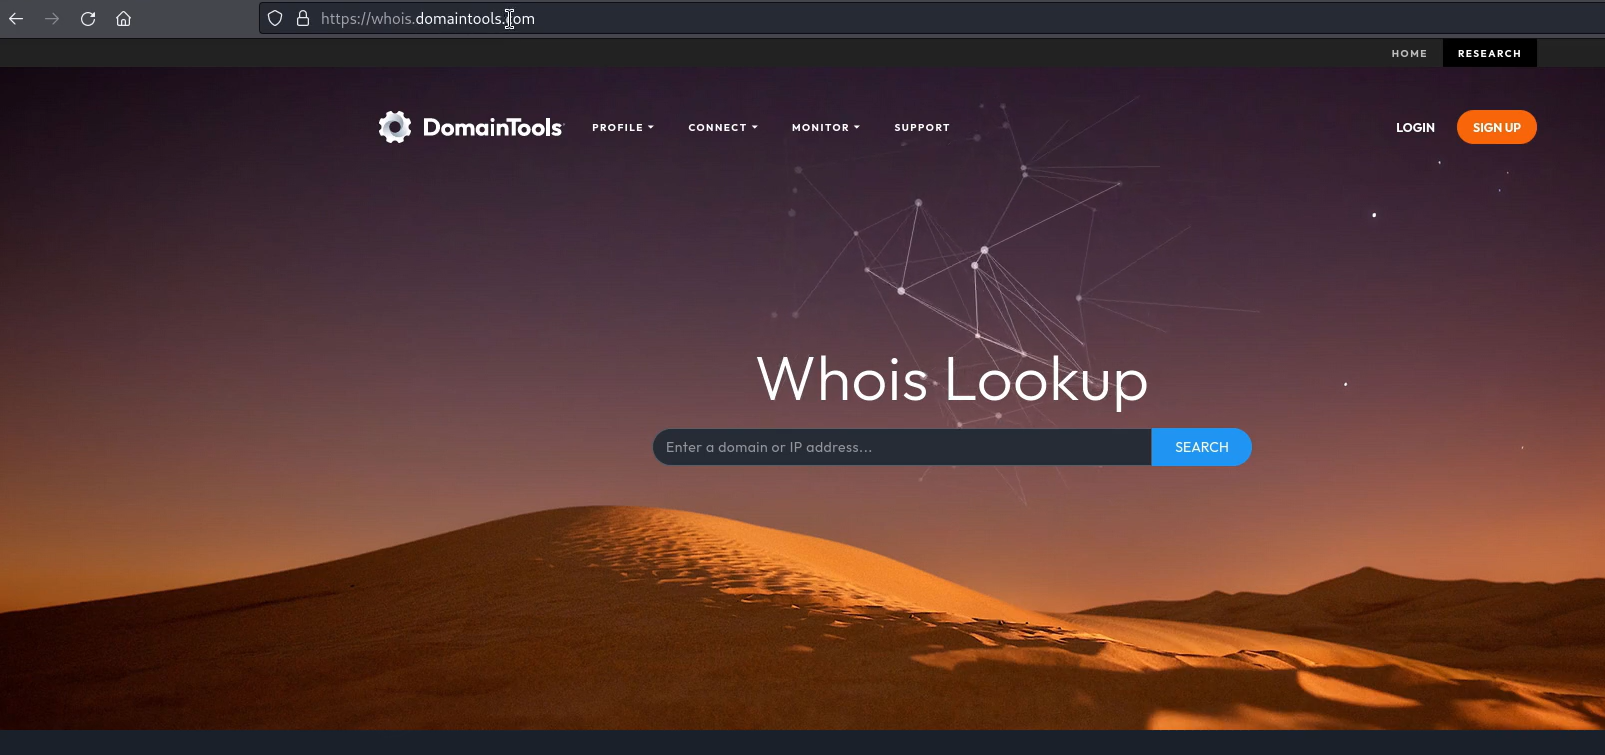 https://whois.domaintools.com
HOME
RESEARCH
DomainTools
PROFILE
CONNECT
MONITOR
SUPPORT
LOGIN
SIGN UP
Whois Lookup
Enter a domain or IP address...
SEARCH